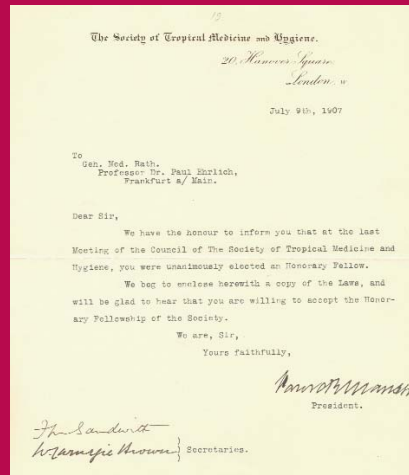 19
The Society of Tropical Medicine and Hygiene.
20, Hanover Square
London, W.
July 9th, 1907
To
Geh. Med. Rath.
Professor Dr. Paul Ehrlich,
Frankfurt a/ Main.
Dear Sir,
We have the honour to inform you that at the last
Meeting of the Council of The Society of Tropical Medicine and
Hygiene, you were unanimously elected an Honorary Fellow.
We beg to enclose herewith a copy of the Laws, and
will be glad to hear that you are willing to accept the Honor-
ary Fellowship of the Society.
We are, Sir,
Yours faithfully,
Manson
President.
Sandwith
W Carnegie Brown } Secretaries.